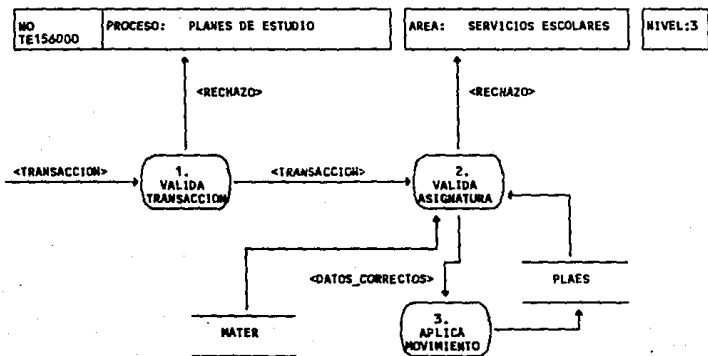 NO
TE156000
PROCESO: PLANES DE ESTUDIO
AREA: SERVICIOS ESCOLARES
NIVEL:3
<RECHAZO>
<RECHAZO>
<TRANSACCION>
1.
VALIDA
TRANSACCION
<TRANSACCION>
2.
VALIDA
ASIGNATURA
<DATOS_CORRECTOS>
PLAES
MATER
3.
APLICA
MOVIMIENTO